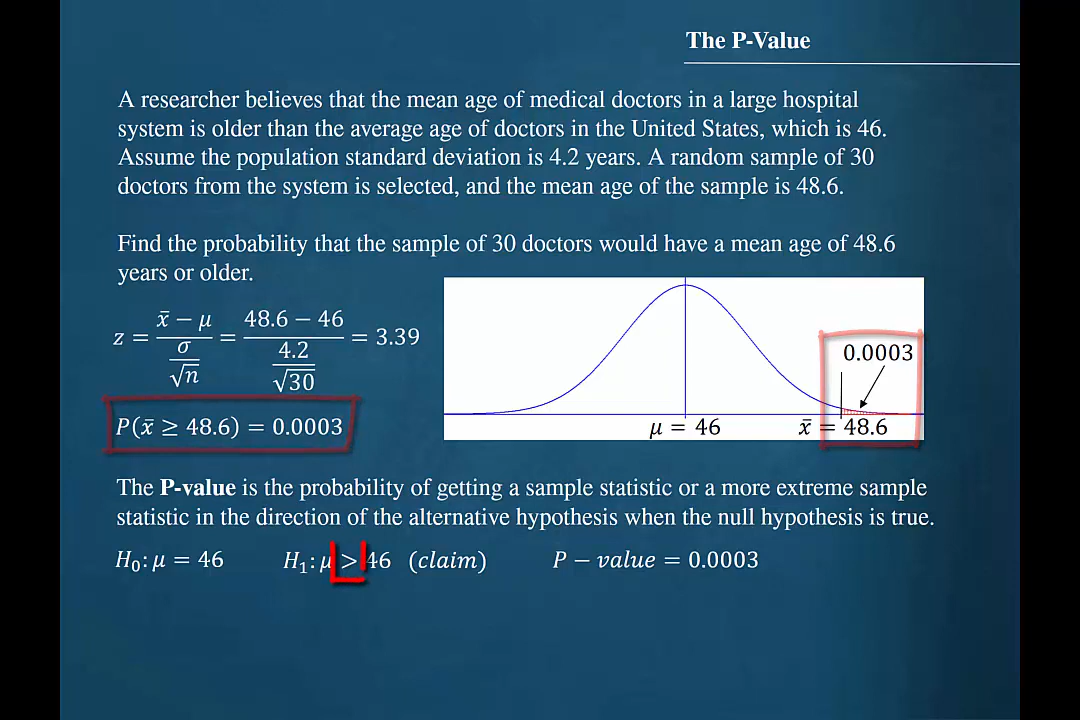 The P-Value
A researcher believes that the mean age of medical doctors in a large hospital
system is older than the average age of doctors in the United States, which is 46.
Assume the population standard deviation is 4.2 years. A random sample of 30
doctors from the system is selected, and the mean age of the sample is 48.6.
Find the probability that the sample of 30 doctors would have a mean age of 48.6
years or older.
z = (x̄ − μ)/(σ/√n) = (48.6 − 46)/(4.2/√30) = 3.39
P(x̄ ≥ 48.6) = 0.0003
0.0003
μ = 46
x̄ = 48.6
The P-value is the probability of getting a sample statistic or a more extreme sample
statistic in the direction of the alternative hypothesis when the null hypothesis is true.
H₀: μ = 46 H₁: μ > 46 (claim) P − value = 0.0003